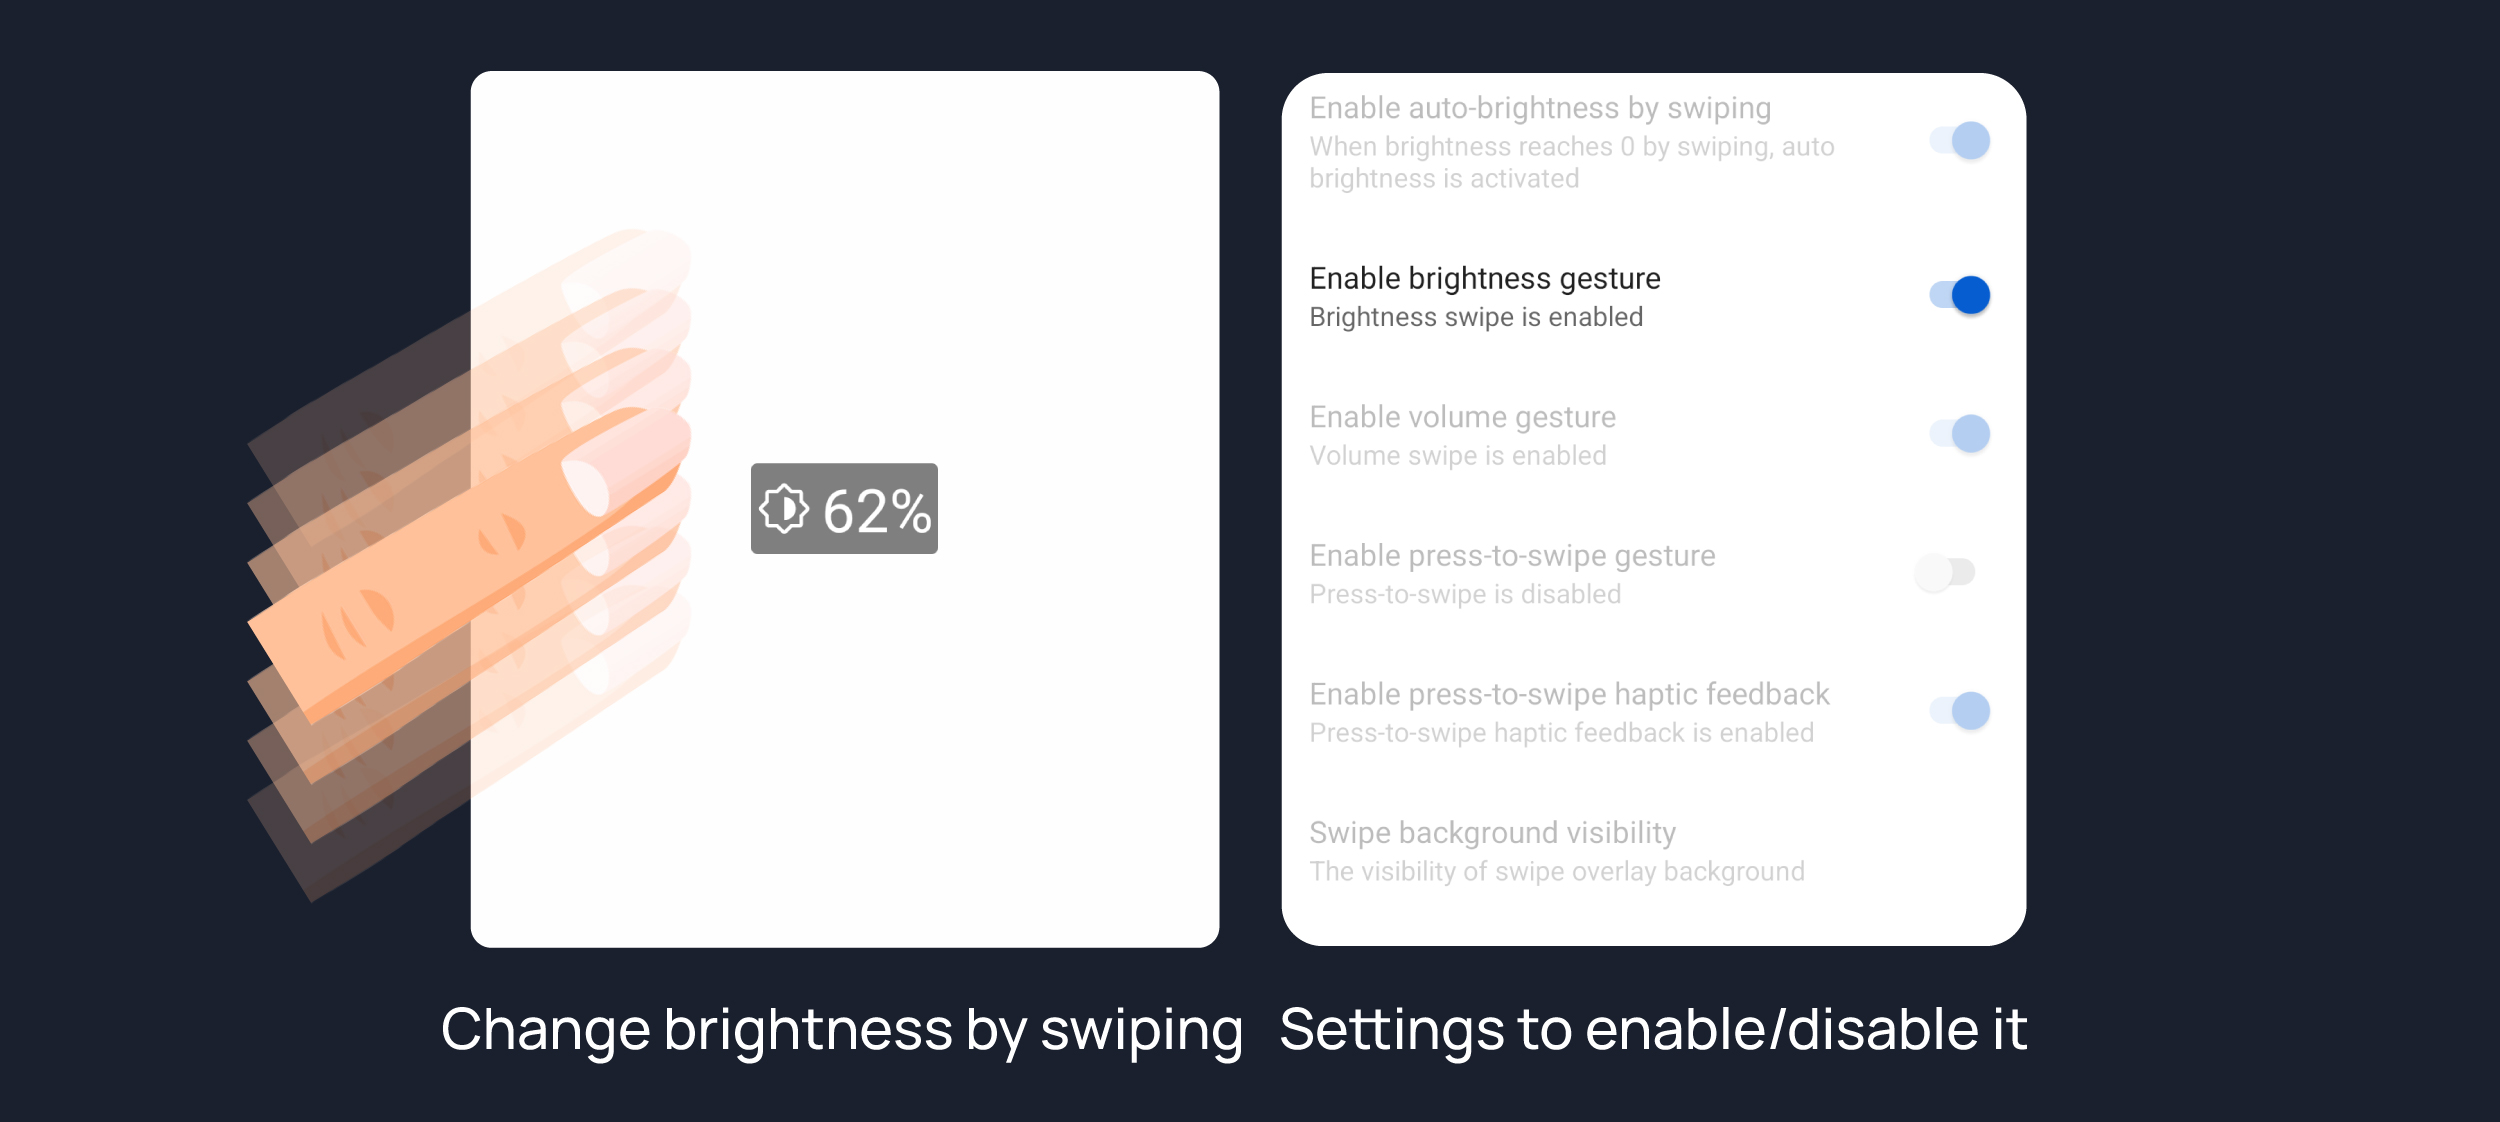 62%
Enable auto-brightness by swiping
When brightness reaches 0 by swiping, auto
brightness is activated
Enable brightness gesture
Brightness swipe is enabled
Enable volume gesture
Volume swipe is enabled
Enable press-to-swipe gesture
Press-to-swipe is disabled
Enable press-to-swipe haptic feedback
Press-to-swipe haptic feedback is enabled
Swipe background visibility
The visibility of swipe overlay background
Change brightness by swiping
Settings to enable/disable it